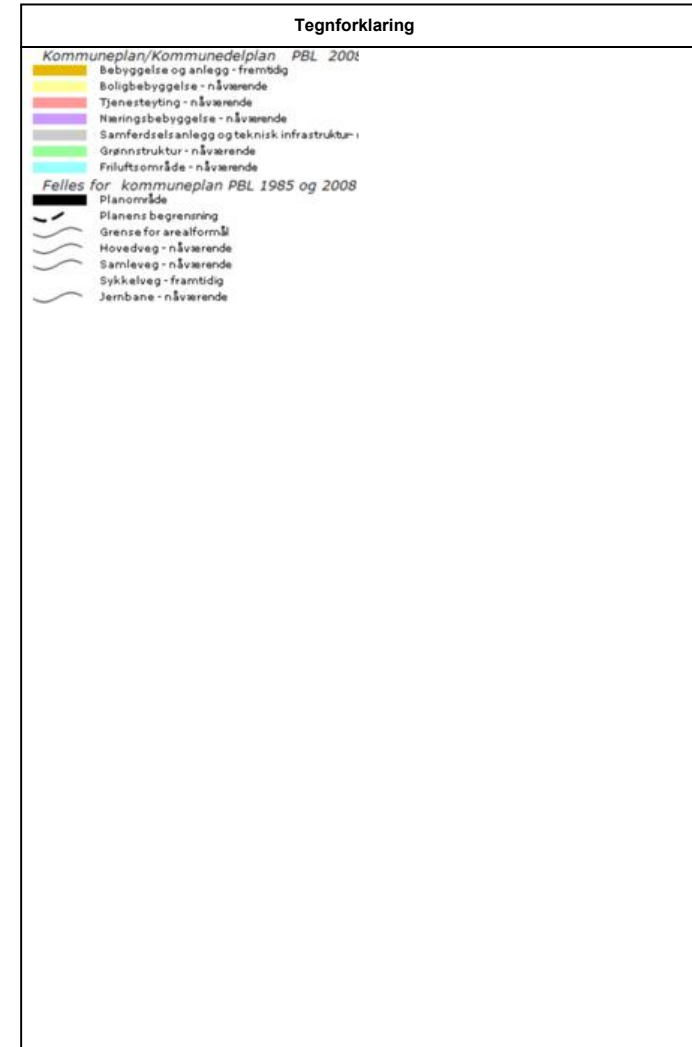 Tegnforklaring
Kommuneplan/Kommunedelplan PBL 2008
Bebyggelse og anlegg - fremtidig
Boligbebyggelse - nåværende
Tjenesteyting - nåværende
Næringsbebyggelse - nåværende
Samferdselsanlegg og teknisk infrastruktur-
Grønnstruktur - nåværende
Friluftsområde - nåværende
Felles for kommuneplan PBL 1985 og 2008
Planområde
Planens begrensning
Grense for arealformål
Hovedveg - nåværende
Samleveg - nåværende
Sykkelveg - framtidig
Jernbane - nåværende